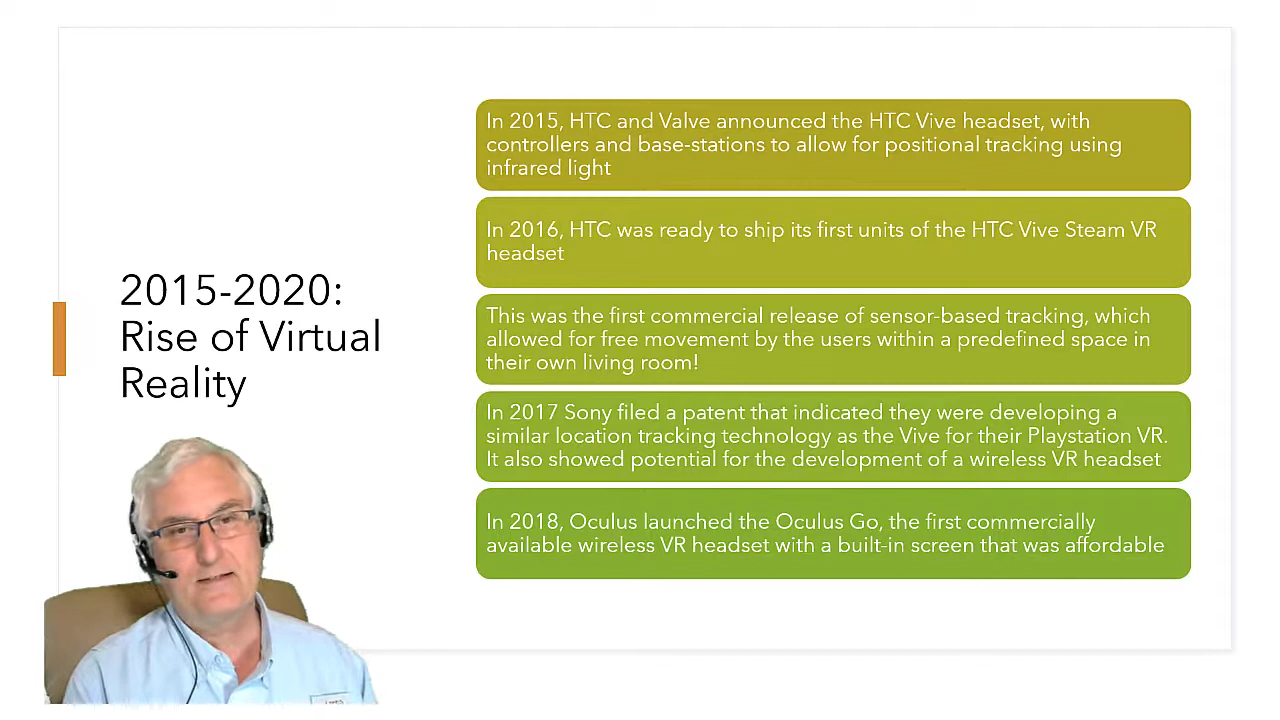 2015-2020:
Rise of Virtual
Reality
In 2015, HTC and Valve announced the HTC Vive headset, with
controllers and base-stations to allow for positional tracking using
infrared light
In 2016, HTC was ready to ship its first units of the HTC Vive Steam VR
headset
This was the first commercial release of sensor-based tracking, which
allowed for free movement by the users within a predefined space in
their own living room!
In 2017 Sony filed a patent that indicated they were developing a
similar location tracking technology as the Vive for their Playstation VR.
It also showed potential for the development of a wireless VR headset
In 2018, Oculus launched the Oculus Go, the first commercially
available wireless VR headset with a built-in screen that was affordable